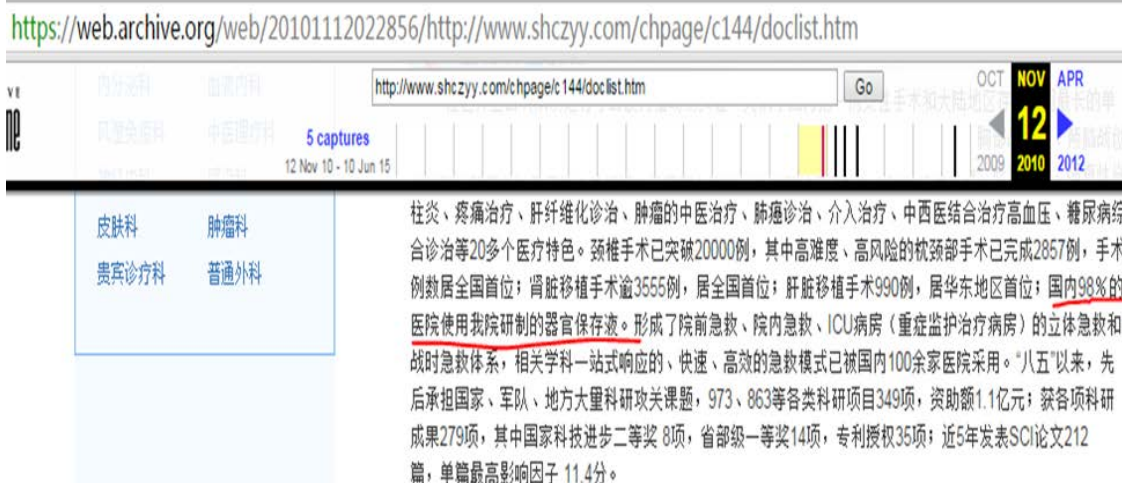 https://web.archive.org/web/20101112022856/http://www.shczyy.com/chpage/c144/doclist.htm
http://www.shczyy.com/chpage/c144/doclist.htm Go
OCT NOV APR
12
2009 2010 2012
5 captures
12 Nov 10 - 10 Jun 15
皮肤科 肿瘤科
贵宾诊疗科 普通外科
柱炎、疼痛治疗、肝纤维化诊治、肿瘤的中医治疗、肺癌诊治、介入治疗、中西医结合治疗高血压、糖尿病综
合诊治等20多个医疗特色。颈椎手术已突破20000例，其中高难度、高风险的枕颈部手术已完成2857例，手术
例数居全国首位；肾脏移植手术逾3555例，居全国首位；肝脏移植手术990例，居华东地区首位；国内98%的
医院使用我院研制的器官保存液。形成了院前急救、院内急救、ICU病房（重症监护治疗病房）的立体急救和
战时急救体系，相关学科一站式响应的、快速、高效的急救模式已被国内100余家医院采用。“八五”以来，先
后承担国家、军队、地方大量科研攻关课题，973、863等各类科研项目349项，资助额1.1亿元；获各项科研
成果279项，其中国家科技进步二等奖 8项，省部级一等奖14项，专利授权35项；近5年发表SCI论文212
篇，单篇最高影响因子 11.4分。